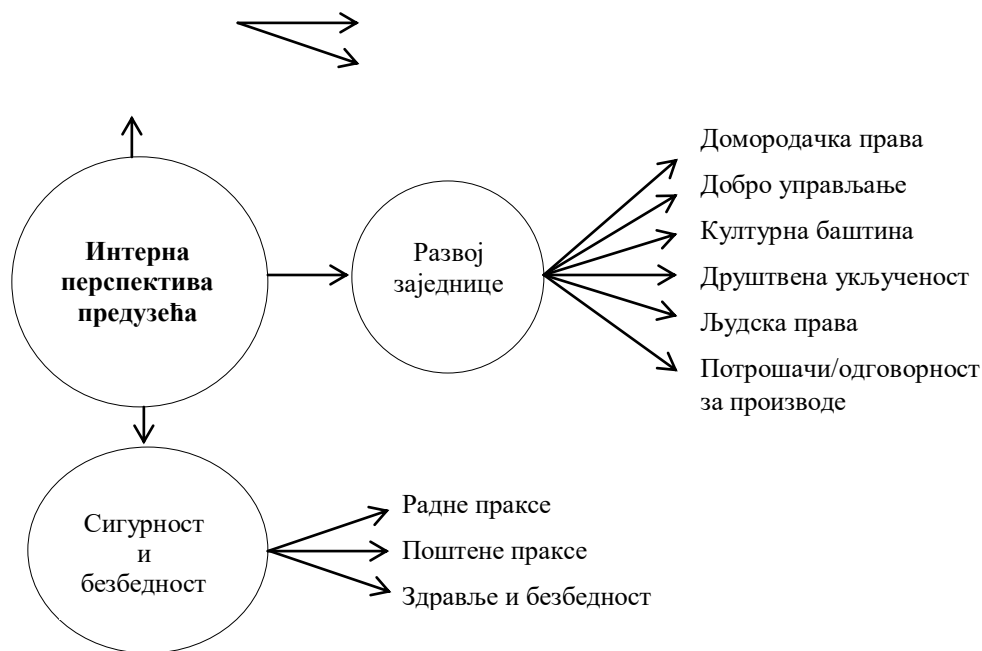 Домородачка права
Добро управљање
Културна баштина
Друштвена укљученост
Људска права
Потрошачи/одговорност
за производе
Интерна
перспектива
предузећа
Развој
заједнице
Сигурност
и
безбедност
Радне праксе
Поштене праксе
Здравље и безбедност